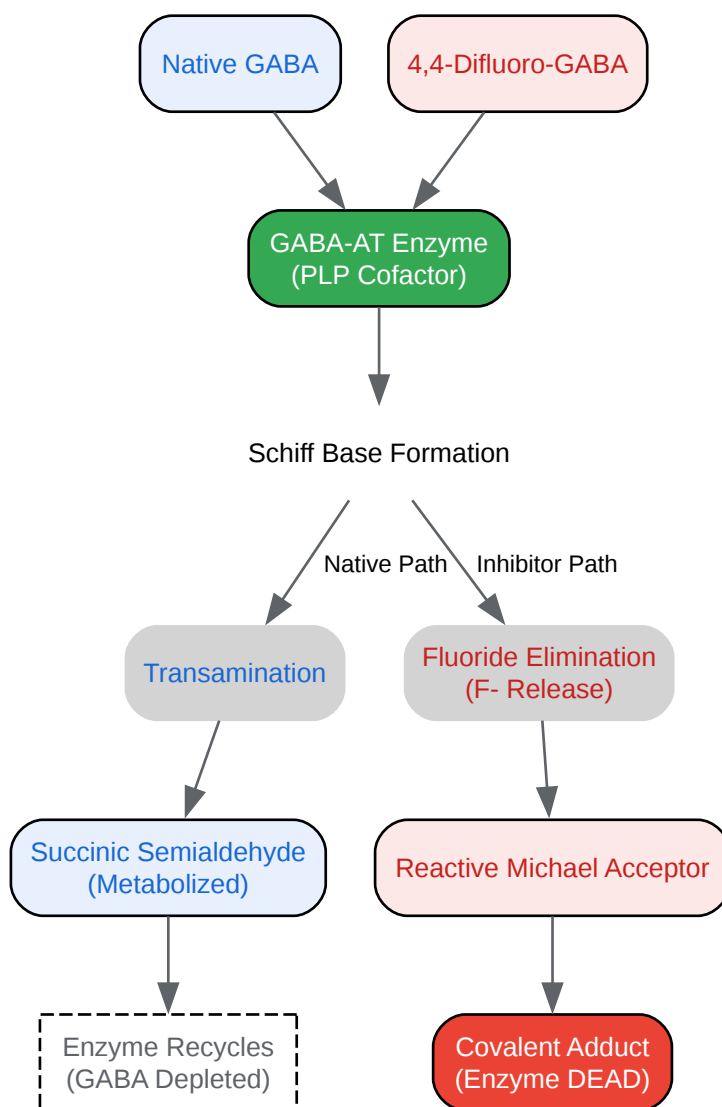 Native GABA
4,4-Difluoro-GABA
GABA-AT Enzyme
(PLP Cofactor)
Schiff Base Formation
Native Path
Inhibitor Path
Transamination
Fluoride Elimination
(F- Release)
Succinic Semialdehyde
(Metabolized)
Reactive Michael Acceptor
Enzyme Recycles
(GABA Depleted)
Covalent Adduct
(Enzyme DEAD)